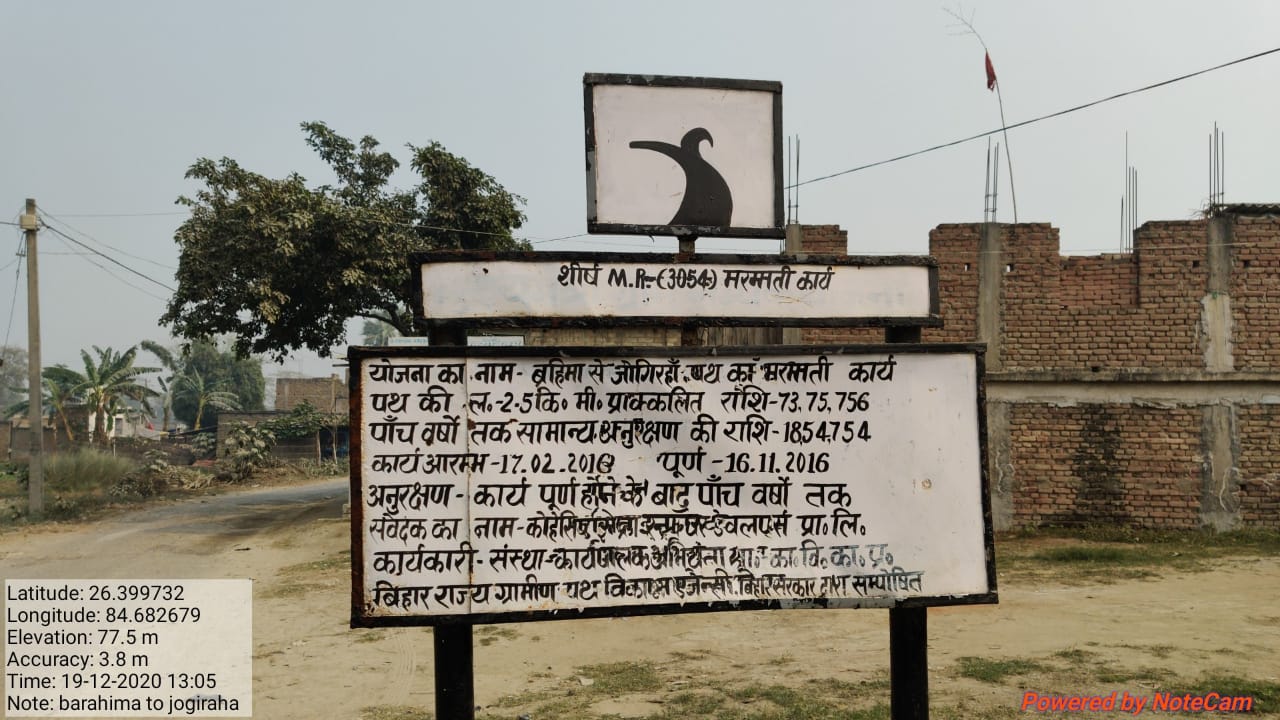 शीर्ष M.R-(3054) मरम्मती कार्य
योजना का नाम- बहिमा से जोगिरहाँ पथ का मरम्मती कार्य
पथ की ल.-2.5 कि. मी. प्राक्कलित राशि-73,75,756
पाँच वर्षो तक सामान्य अनुरक्षण की राशि-1854,754
कार्य आरम्भ-17.02.2016 पूर्ण-16.11.2016
अनुरक्षण- कार्य पूर्ण होने के बाद पाँच वर्षो तक
संवेदक का नाम- प्रा. लि.
कार्यकारी- संस्था- का. वि. का. प्र.
बिहार राज्य ग्रामीण पथ विकास एजेन्सी. बिहार सरकार द्वारा सम्पोषित
Latitude: 26.399732
Longitude: 84.682679
Elevation: 77.5 m
Accuracy: 3.8 m
Time: 19-12-2020 13:05
Note: barahima to jogiraha
Powered by NoteCam